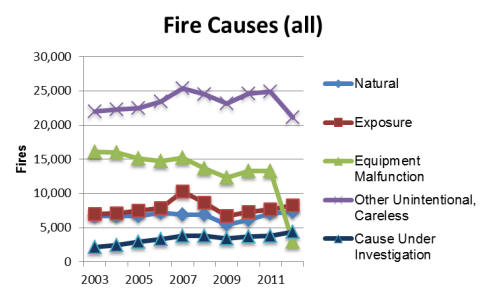 Fire Causes (all)
30,000
25,000
20,000
15,000
10,000
5,000
0
Fires
2003 2005 2007 2009 2011
Natural
Exposure
Equipment
Malfunction
Other Unintentional,
Careless
Cause Under
Investigation